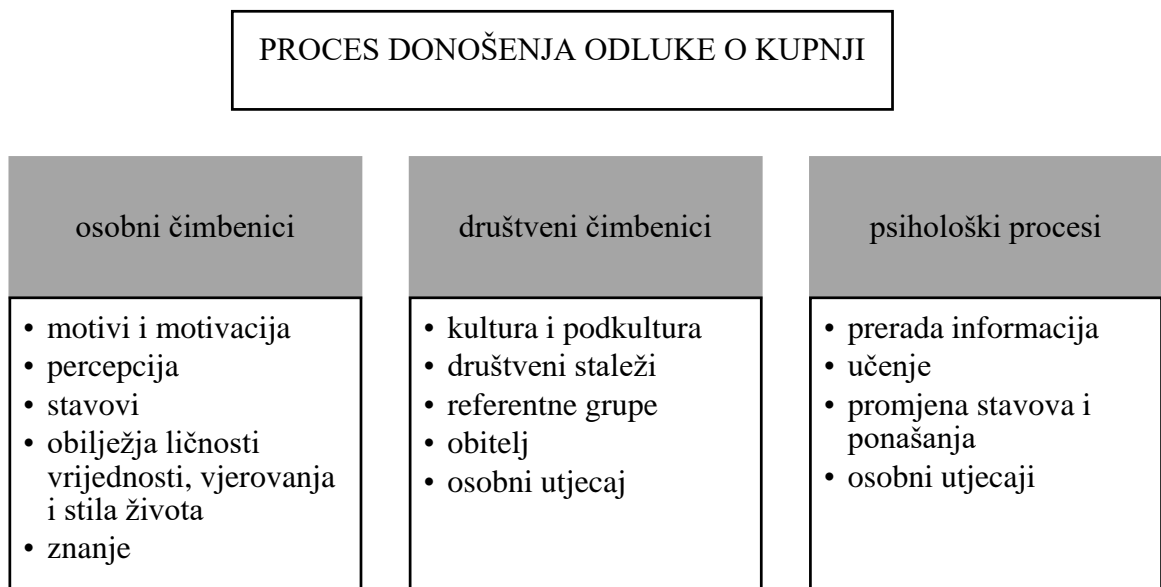 PROCES DONOŠENJA ODLUKE O KUPNJI
osobni čimbenici
• motivi i motivacija
• percepcija
• stavovi
• obilježja ličnosti
vrijednosti, vjerovanja
i stila života
• znanje
društveni čimbenici
• kultura i podkultura
• društveni staleži
• referentne grupe
• obitelj
• osobni utjecaj
psihološki procesi
• prerada informacija
• učenje
• promjena stavova i
ponašanja
• osobni utjecaji